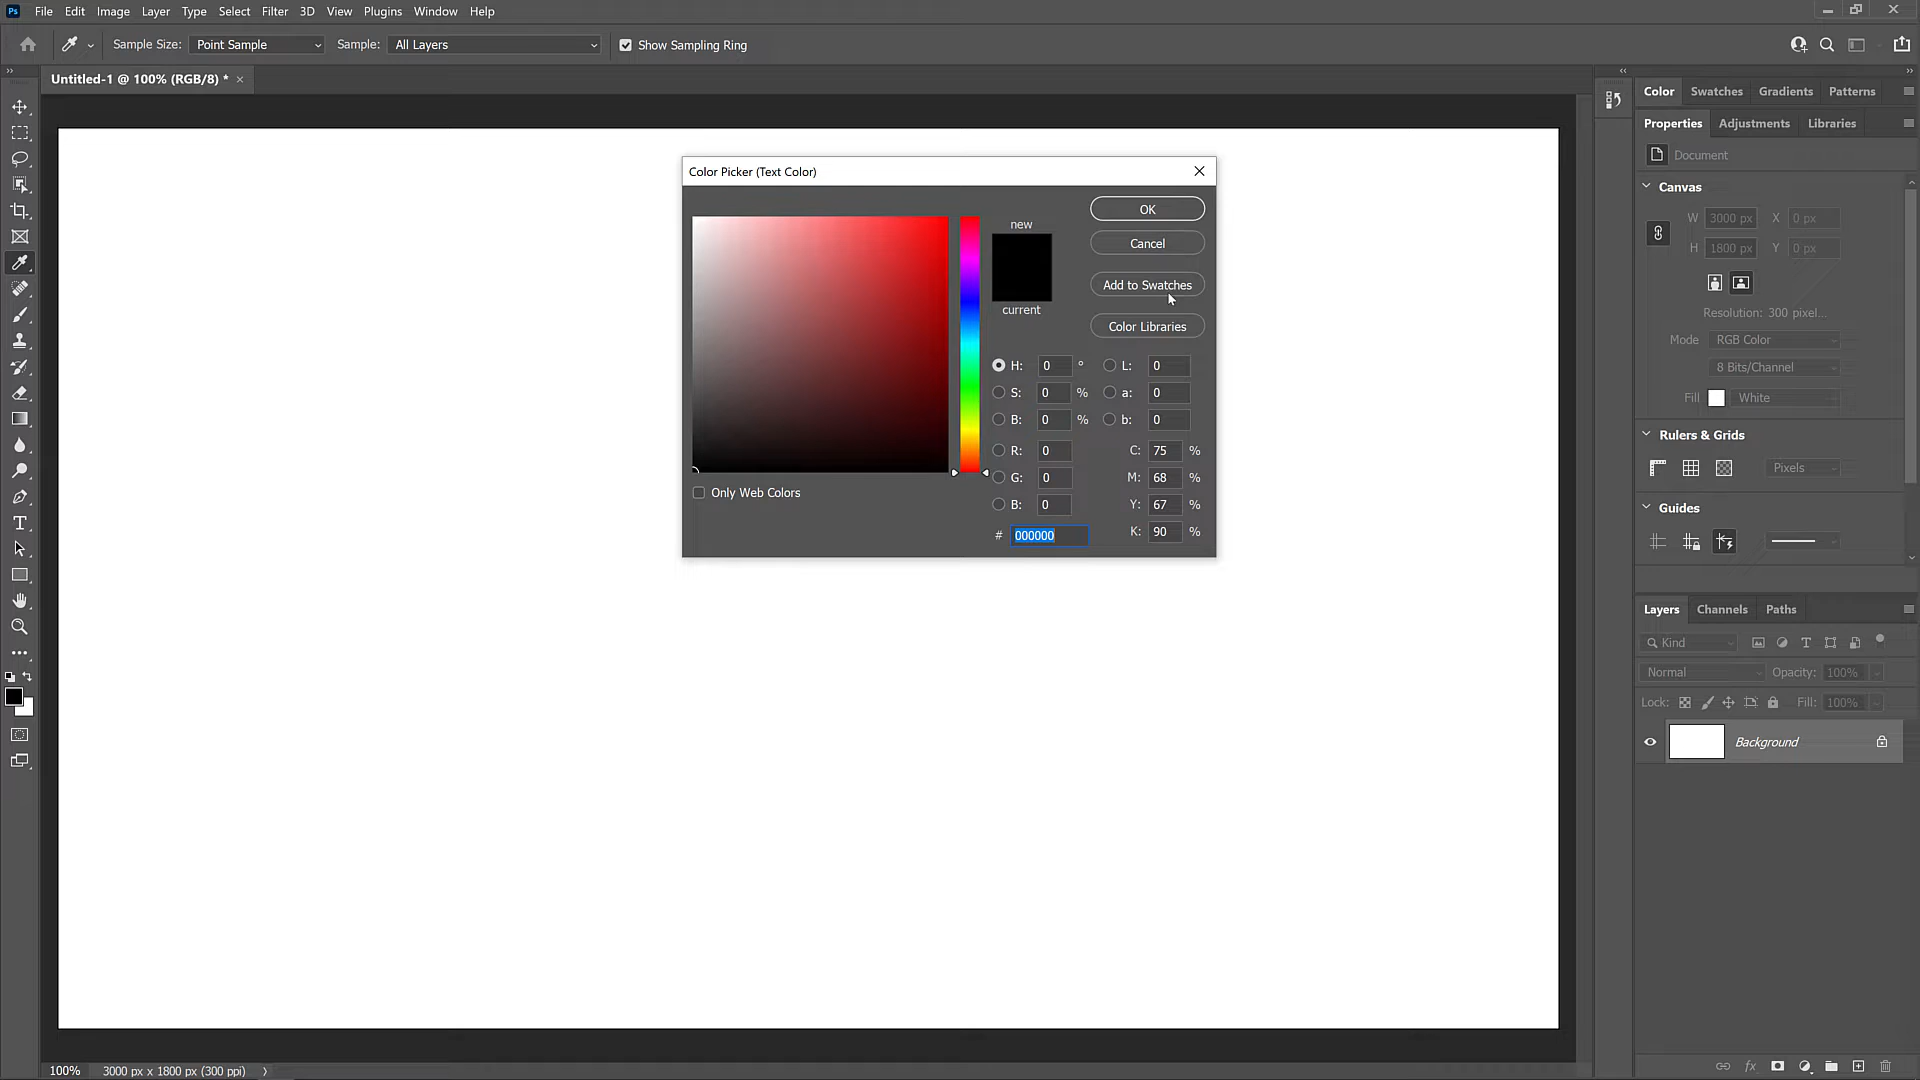 Ps File Edit Image Layer Type Select Filter 3D View Plugins Window Help
Sample Size: Point Sample Sample: All Layers Show Sampling Ring
Untitled-1 @ 100% (RGB/8) * ×
Color Swatches Gradients Patterns
Properties Adjustments Libraries
Document
Canvas
W 3000 px X 0 px
H 1800 px Y 0 px
Resolution: 300 pixel...
Mode RGB Color
8 Bits/Channel
Fill White
Rulers & Grids
Pixels
Guides
Color Picker (Text Color)
new
current
OK
Cancel
Add to Swatches
Color Libraries
H: 0 ° L: 0
S: 0 % a: 0
B: 0 % b: 0
R: 0 C: 75 %
G: 0 M: 68 %
B: 0 Y: 67 %
# 000000 K: 90 %
Only Web Colors
T
Layers Channels Paths
Kind T
Normal Opacity: 100%
Lock: Fill: 100%
Background
fx
100% 3000 px x 1800 px (300 ppi)